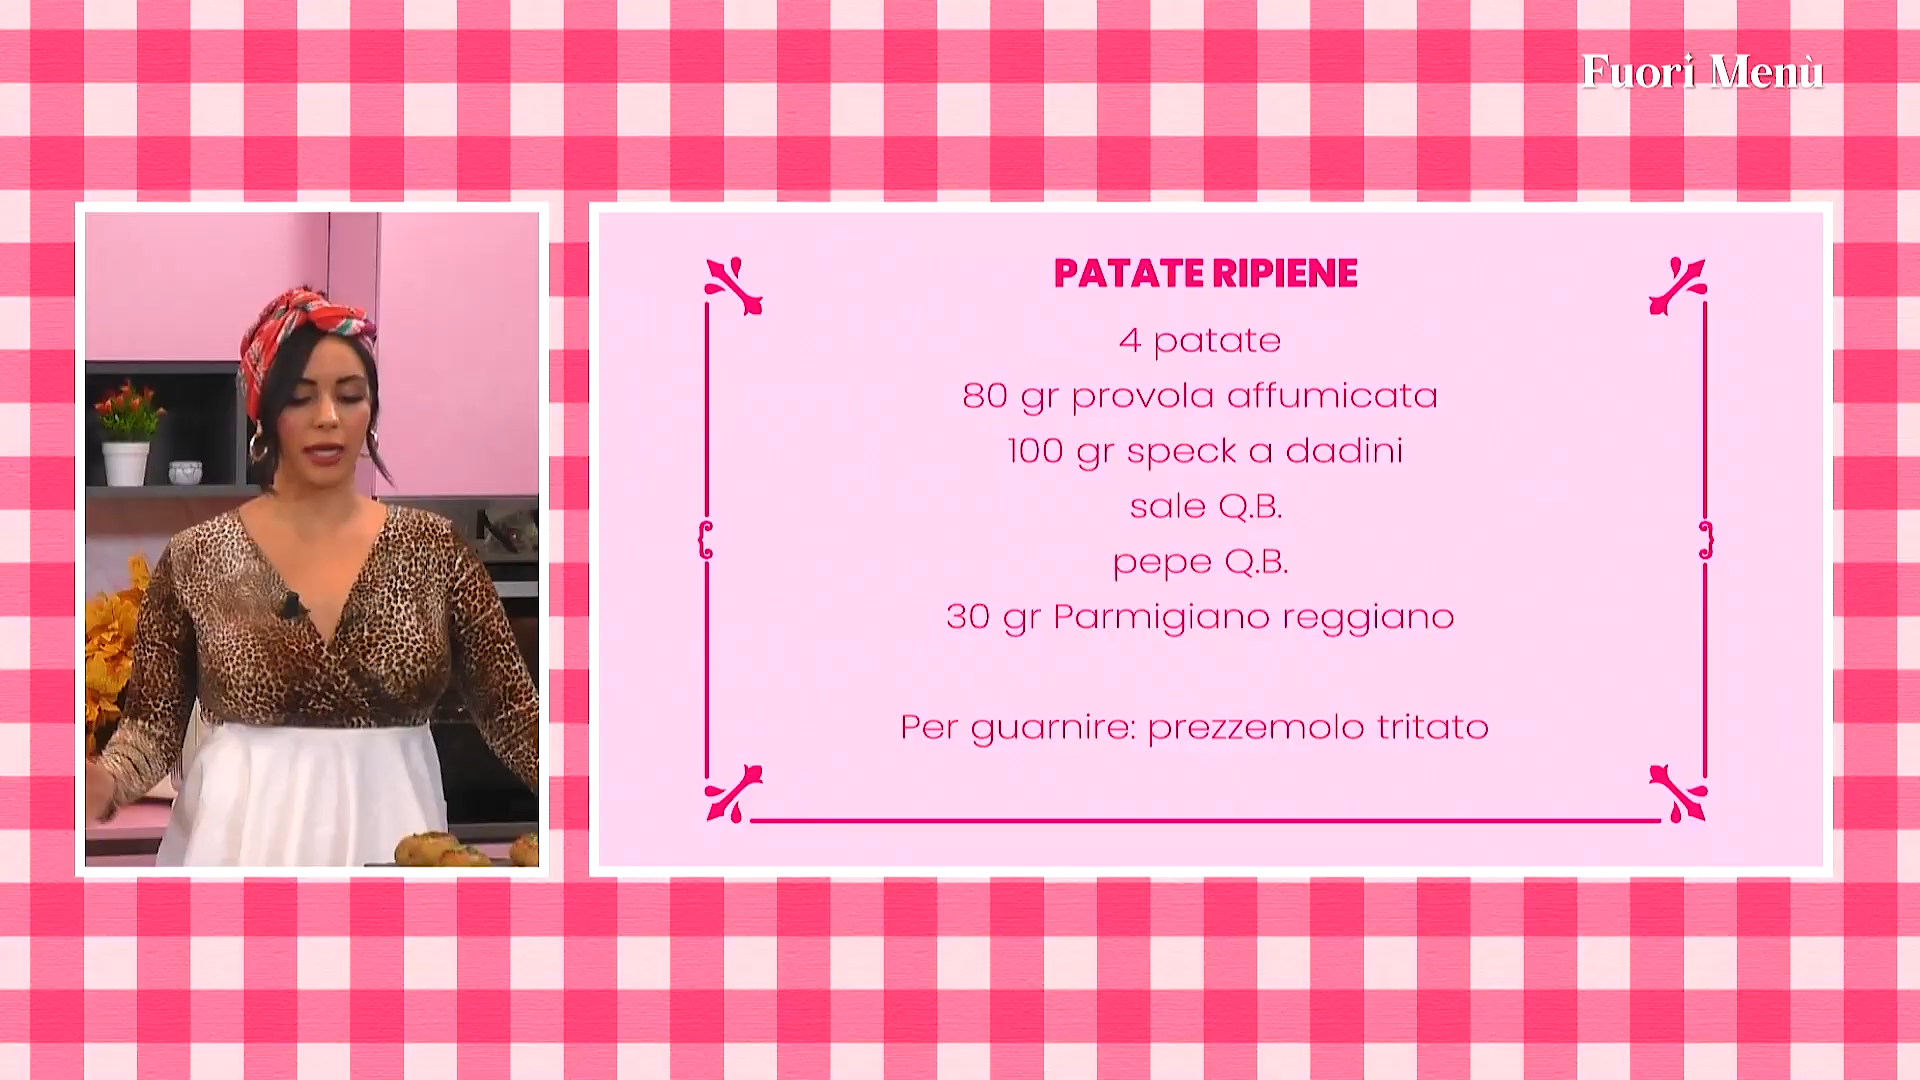 Fuori Menù
PATATE RIPIENE
4 patate
80 gr provola affumicata
100 gr speck a dadini
sale Q.B.
pepe Q.B.
30 gr Parmigiano reggiano
Per guarnire: prezzemolo tritato